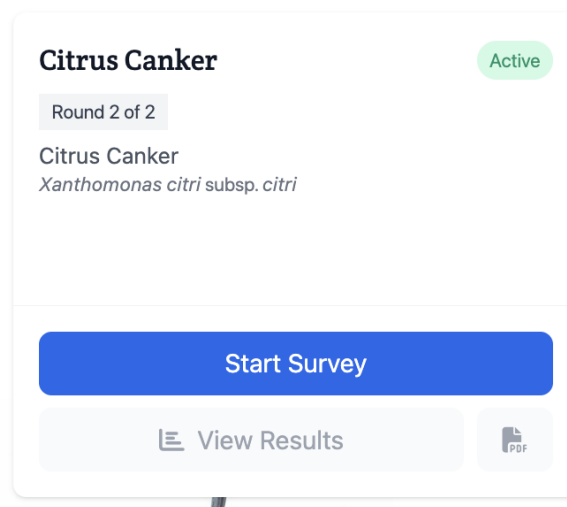 Citrus Canker
Active
Round 2 of 2
Citrus Canker
Xanthomonas citri subsp. citri
Start Survey
View Results
PDF